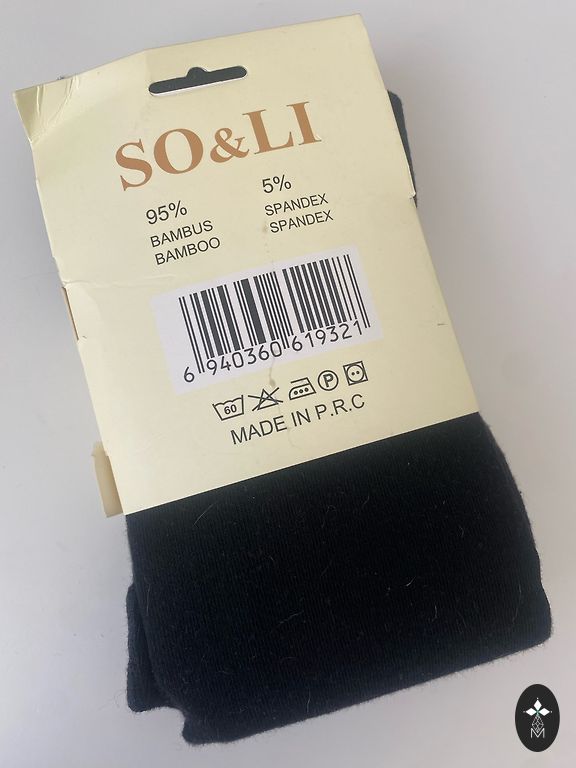 SO&LI
95%
BAMBUS
BAMBOO
5%
SPANDEX
SPANDEX
6 940360 619321
60
P
MADE IN P.R.C
M